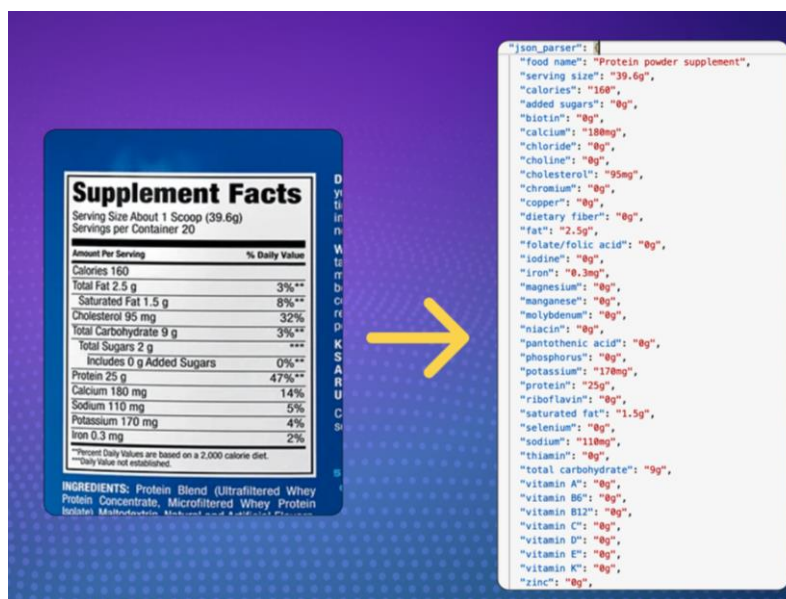 Supplement Facts
Serving Size About 1 Scoop (39.6g)
Servings per Container 20
Amount Per Serving % Daily Value
Calories 160
Total Fat 2.5 g 3%**
Saturated Fat 1.5 g 8%**
Cholesterol 95 mg 32%
Total Carbohydrate 9 g 3%**
Total Sugars 2 g ***
Includes 0 g Added Sugars 0%**
Protein 25 g 47%**
Calcium 180 mg 14%
Sodium 110 mg 5%
Potassium 170 mg 4%
Iron 0.3 mg 2%
**Percent Daily Values are based on a 2,000 calorie diet.
***Daily Value not established.
INGREDIENTS: Protein Blend (Ultrafiltered Whey
Protein Concentrate, Microfiltered Whey Protein
Isolate) Maltodextrin, Natural and Artificial Flavors
"json_parser": {
"food name": "Protein powder supplement",
"serving size": "39.6g",
"calories": "160",
"added sugars": "0g",
"biotin": "0g",
"calcium": "180mg",
"chloride": "0g",
"choline": "0g",
"cholesterol": "95mg",
"chromium": "0g",
"copper": "0g",
"dietary fiber": "0g",
"fat": "2.5g",
"folate/folic acid": "0g",
"iodine": "0g",
"iron": "0.3mg",
"magnesium": "0g",
"manganese": "0g",
"molybdenum": "0g",
"niacin": "0g",
"pantothenic acid": "0g",
"phosphorus": "0g",
"potassium": "170mg",
"protein": "25g",
"riboflavin": "0g",
"saturated fat": "1.5g",
"selenium": "0g",
"sodium": "110mg",
"thiamin": "0g",
"total carbohydrate": "9g",
"vitamin A": "0g",
"vitamin B6": "0g",
"vitamin B12": "0g",
"vitamin C": "0g",
"vitamin D": "0g",
"vitamin E": "0g",
"vitamin K": "0g",
"zinc": "0g",